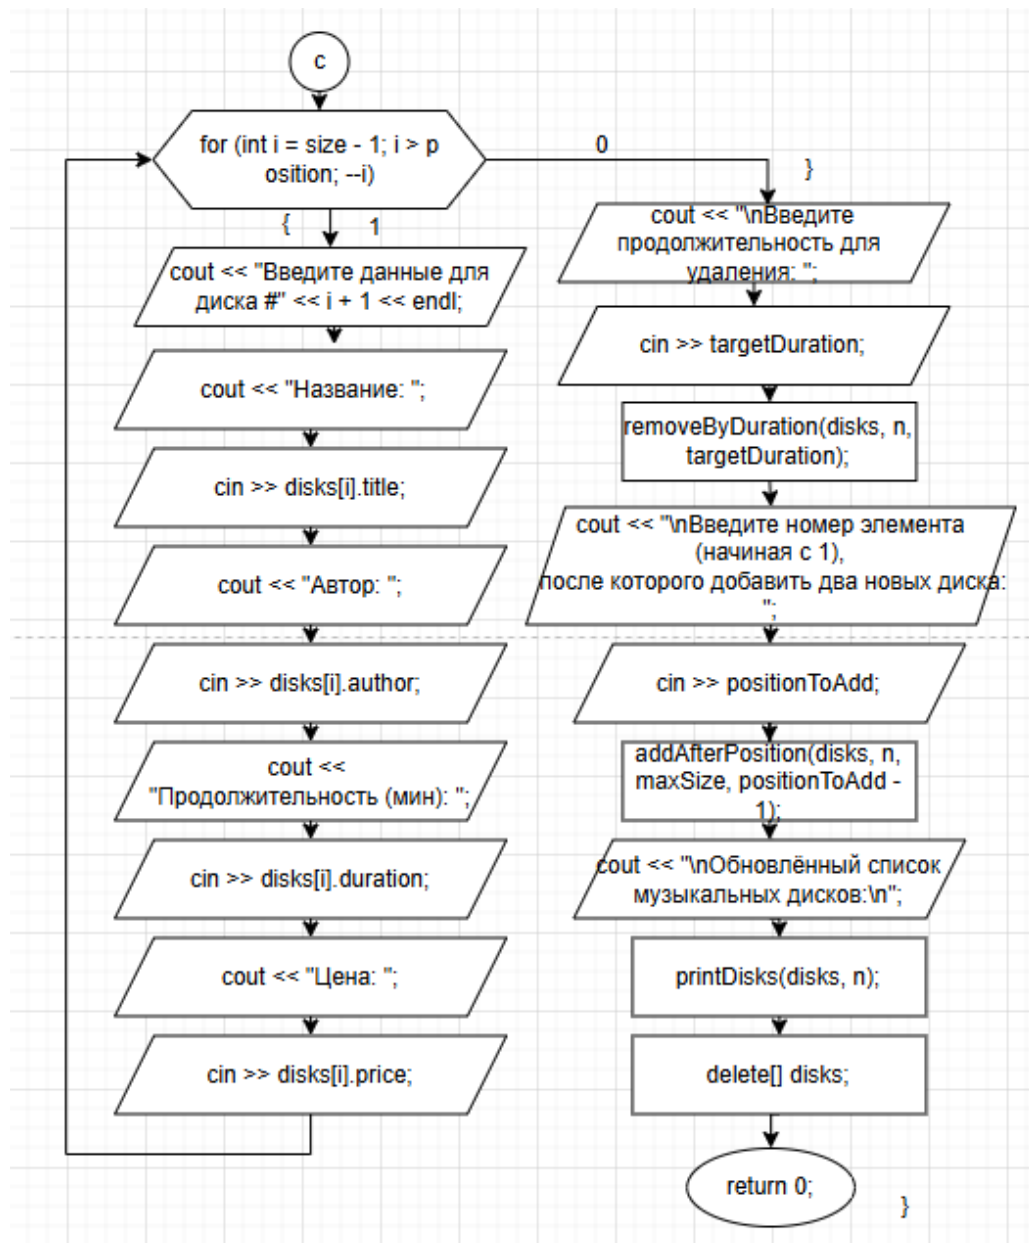 c
for (int i = size - 1; i > p
osition; --i)
{
1
cout << "Введите данные для
диска #" << i + 1 << endl;
cout << "Название: ";
cin >> disks[i].title;
cout << "Автор: ";
cin >> disks[i].author;
cout <<
"Продолжительность (мин): ";
cin >> disks[i].duration;
cout << "Цена: ";
cin >> disks[i].price;
0
}
cout << "\nВведите
продолжительность для
удаления: ";
cin >> targetDuration;
removeByDuration(disks, n,
targetDuration);
cout << "\nВведите номер элемента
(начиная с 1),
после которого добавить два новых диска:
";
cin >> positionToAdd;
addAfterPosition(disks, n,
maxSize, positionToAdd -
1);
cout << "\nОбновлённый список
музыкальных дисков:\n";
printDisks(disks, n);
delete[] disks;
return 0;
}